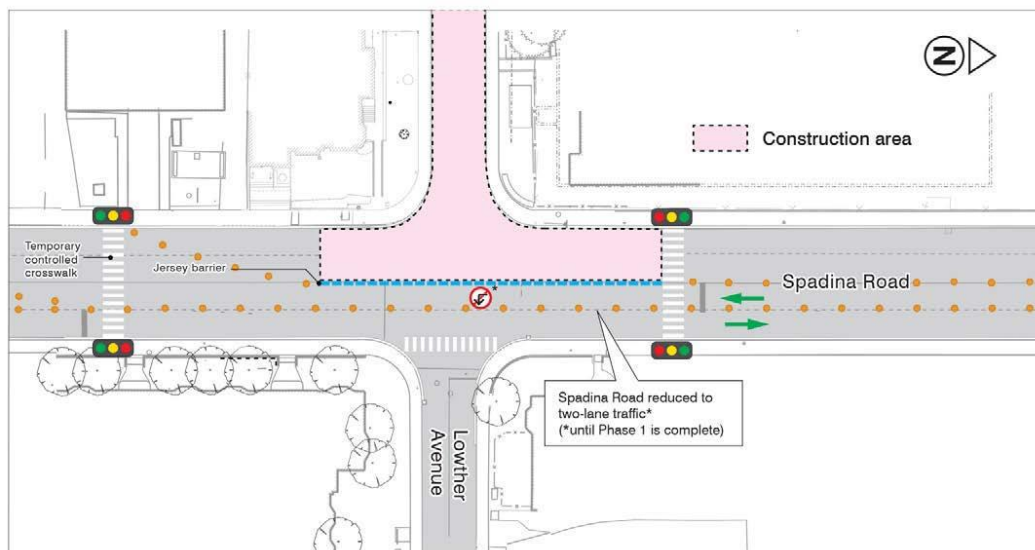 N
Construction area
Temporary
controlled
crosswalk
Jersey barrier
*
Spadina Road
Spadina Road reduced to
two-lane traffic*
(*until Phase 1 is complete)
Lowther
Avenue